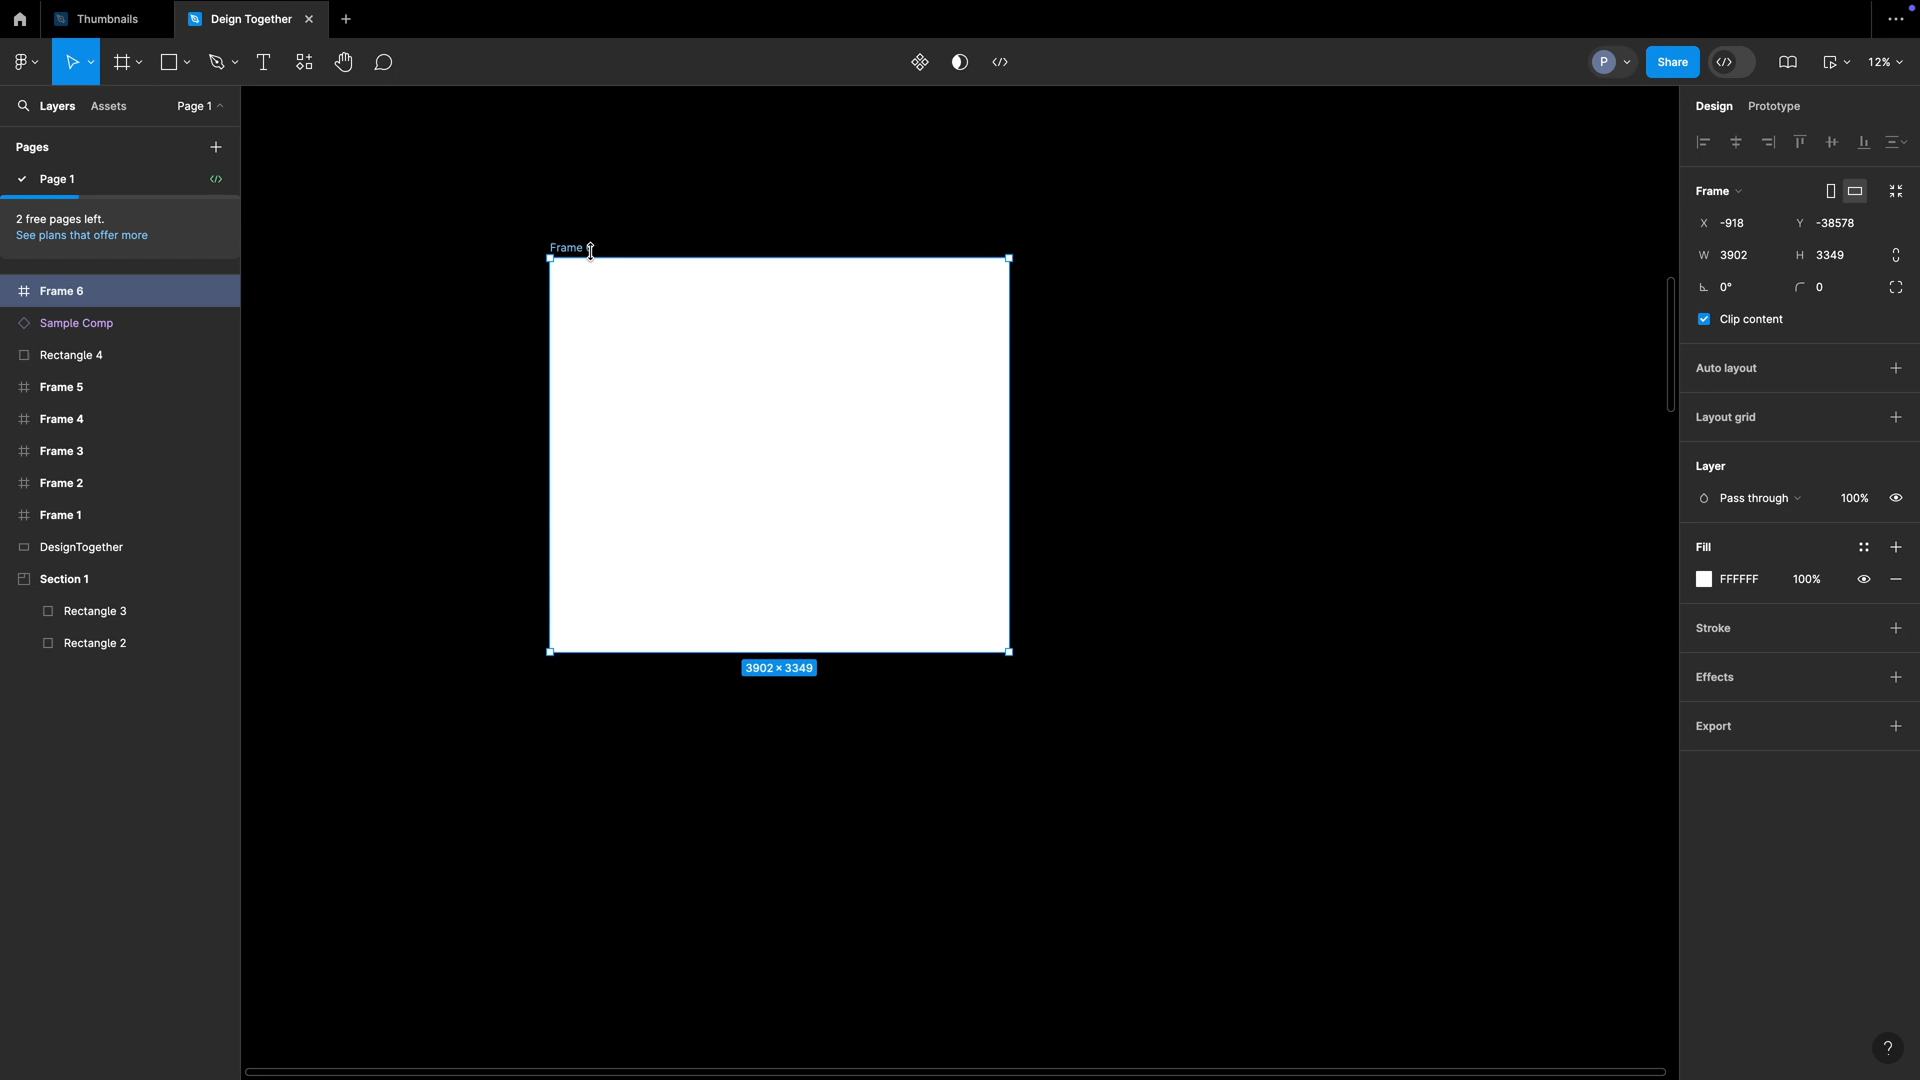 Thumbnails
Deign Together
P
Share
12%
Layers Assets Page 1
Pages
Page 1
2 free pages left.
See plans that offer more
Frame 6
Sample Comp
Rectangle 4
Frame 5
Frame 4
Frame 3
Frame 2
Frame 1
DesignTogether
Section 1
Rectangle 3
Rectangle 2
Frame
3902 × 3349
Design Prototype
Frame
X -918 Y -38578
W 3902 H 3349
0° 0
Clip content
Auto layout
Layout grid
Layer
Pass through 100%
Fill
FFFFFF 100%
Stroke
Effects
Export
?